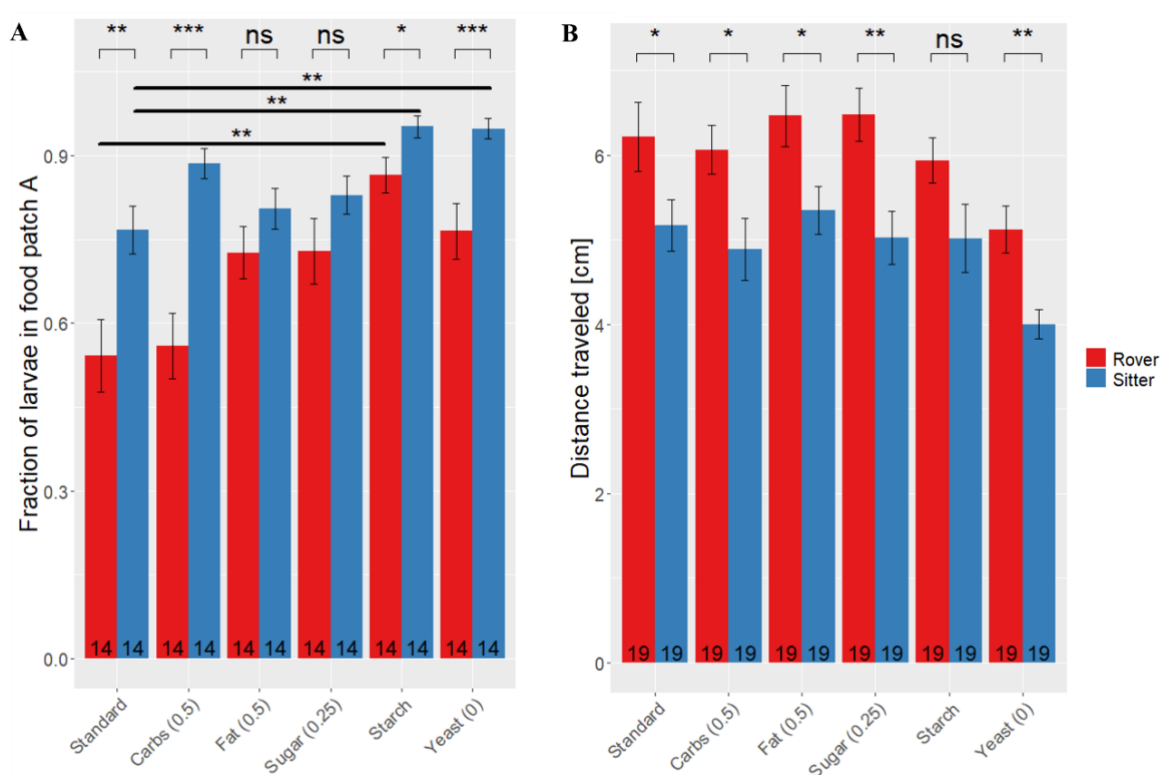 A
** *** ns ns * ***
**
**
**
Fraction of larvae in food patch A
0.9
0.6
0.3
0.0
14 14 14 14 14 14 14 14 14 14 14 14
Standard
Carbs (0.5)
Fat (0.5)
Sugar (0.25)
Starch
Yeast (0)
B
* * * ** ns **
Distance traveled [cm]
6
4
2
0
19 19 19 19 19 19 19 19 19 19 19 19
Standard
Carbs (0.5)
Fat (0.5)
Sugar (0.25)
Starch
Yeast (0)
Rover
Sitter